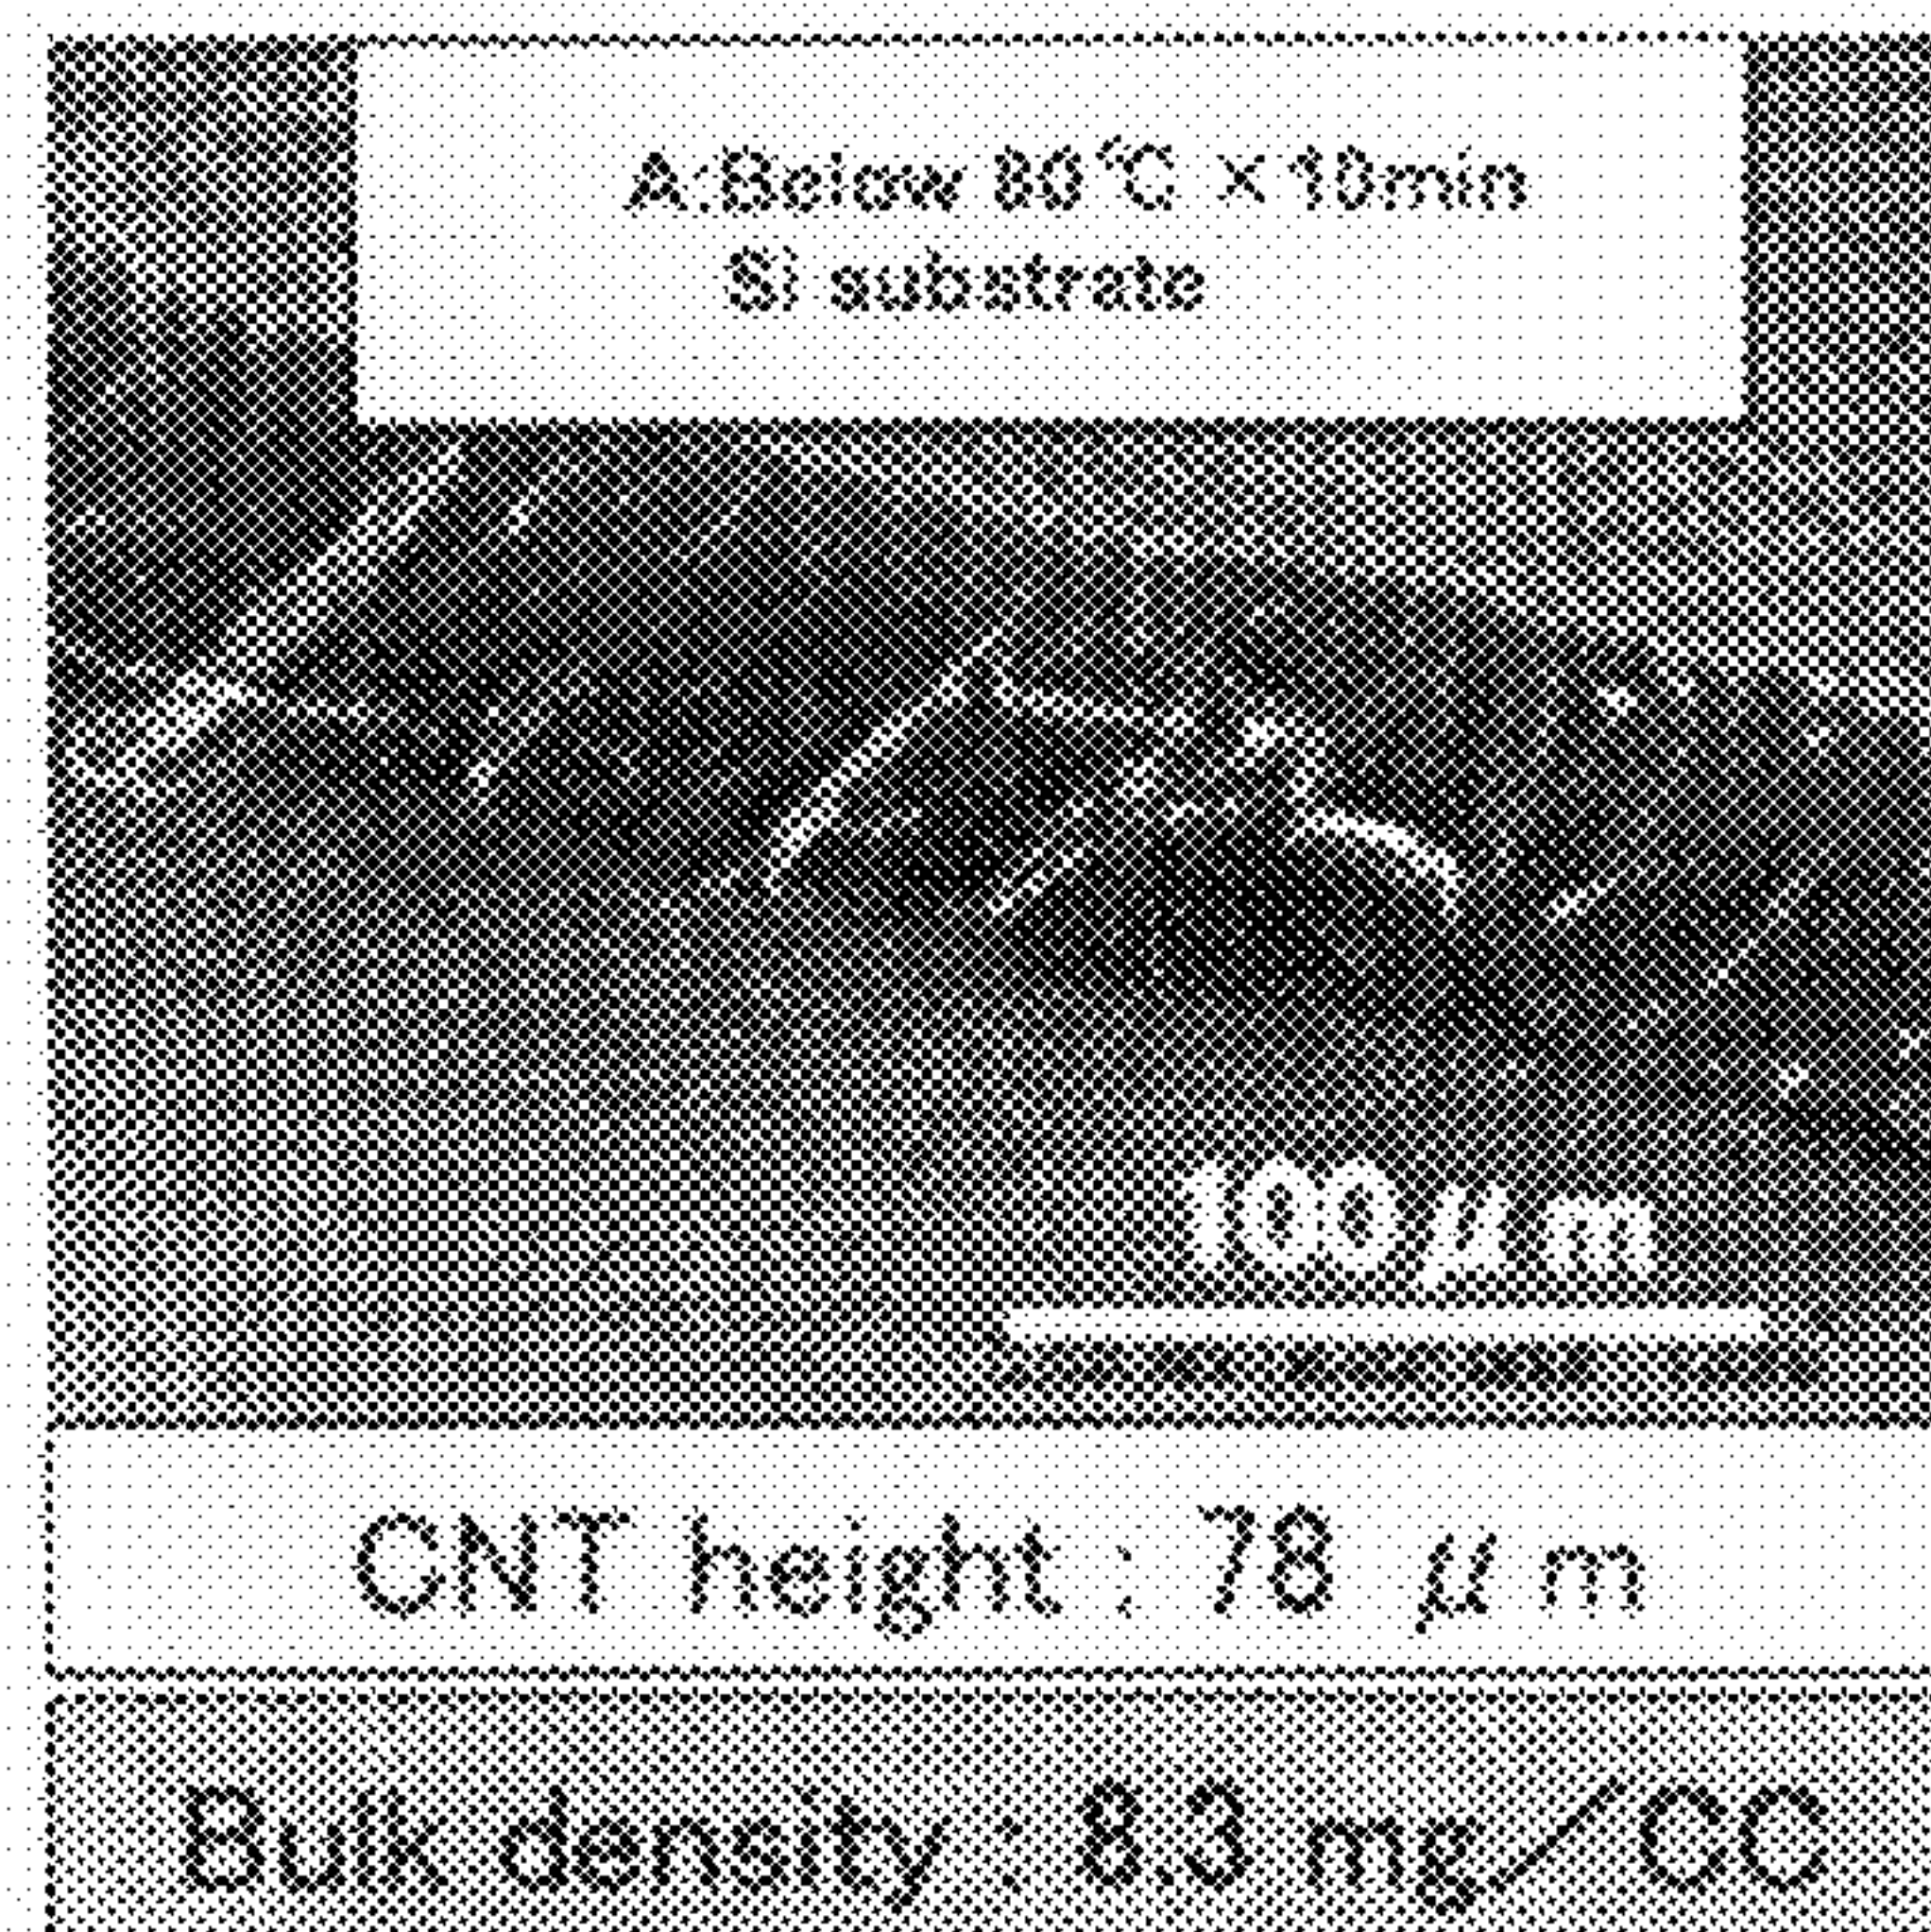 A:Below 80℃ ×10min
Si substrate
100μm
CNT height : 78 μm
Bulk density : 8.3 mg/CC